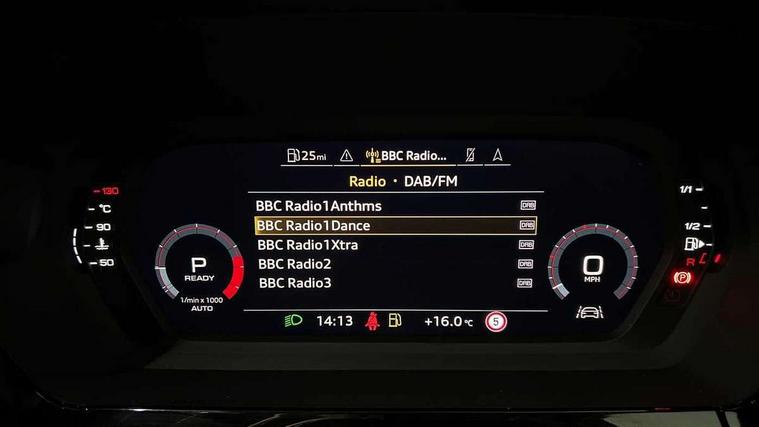 25mi BBC Radio...
Radio · DAB/FM
BBC Radio1Anthms DAB
BBC Radio1Dance DAB
BBC Radio1Xtra DAB
BBC Radio2 DAB
BBC Radio3 DAB
130
°C
90
50
P
READY
1/min x 1000
AUTO
0
MPH
1/1
1/2
R
P
14:13 +16.0°C 5